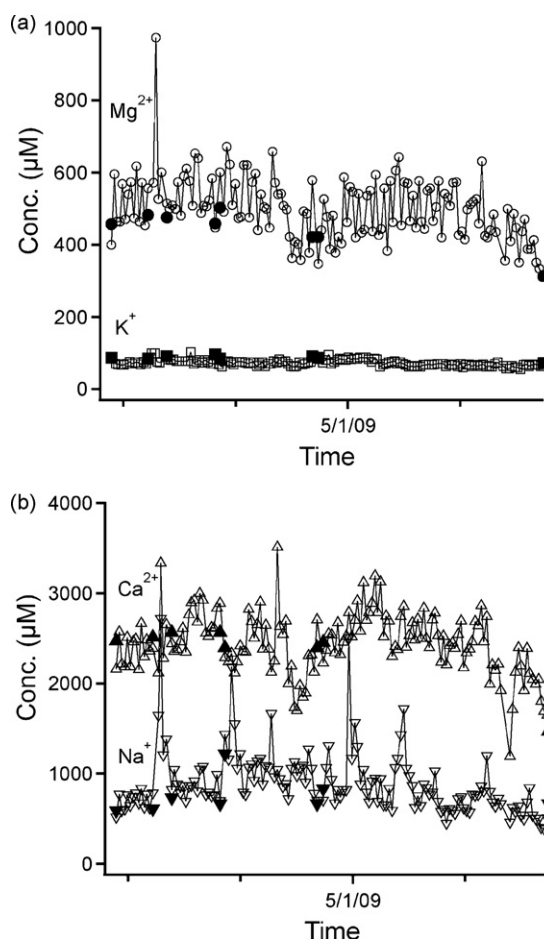 (a)
1000
800
600
400
200
0
Conc. (μM)
Mg²⁺
K⁺
5/1/09
Time
(b)
4000
3000
2000
1000
0
Conc. (μM)
Ca²⁺
Na⁺
5/1/09
Time